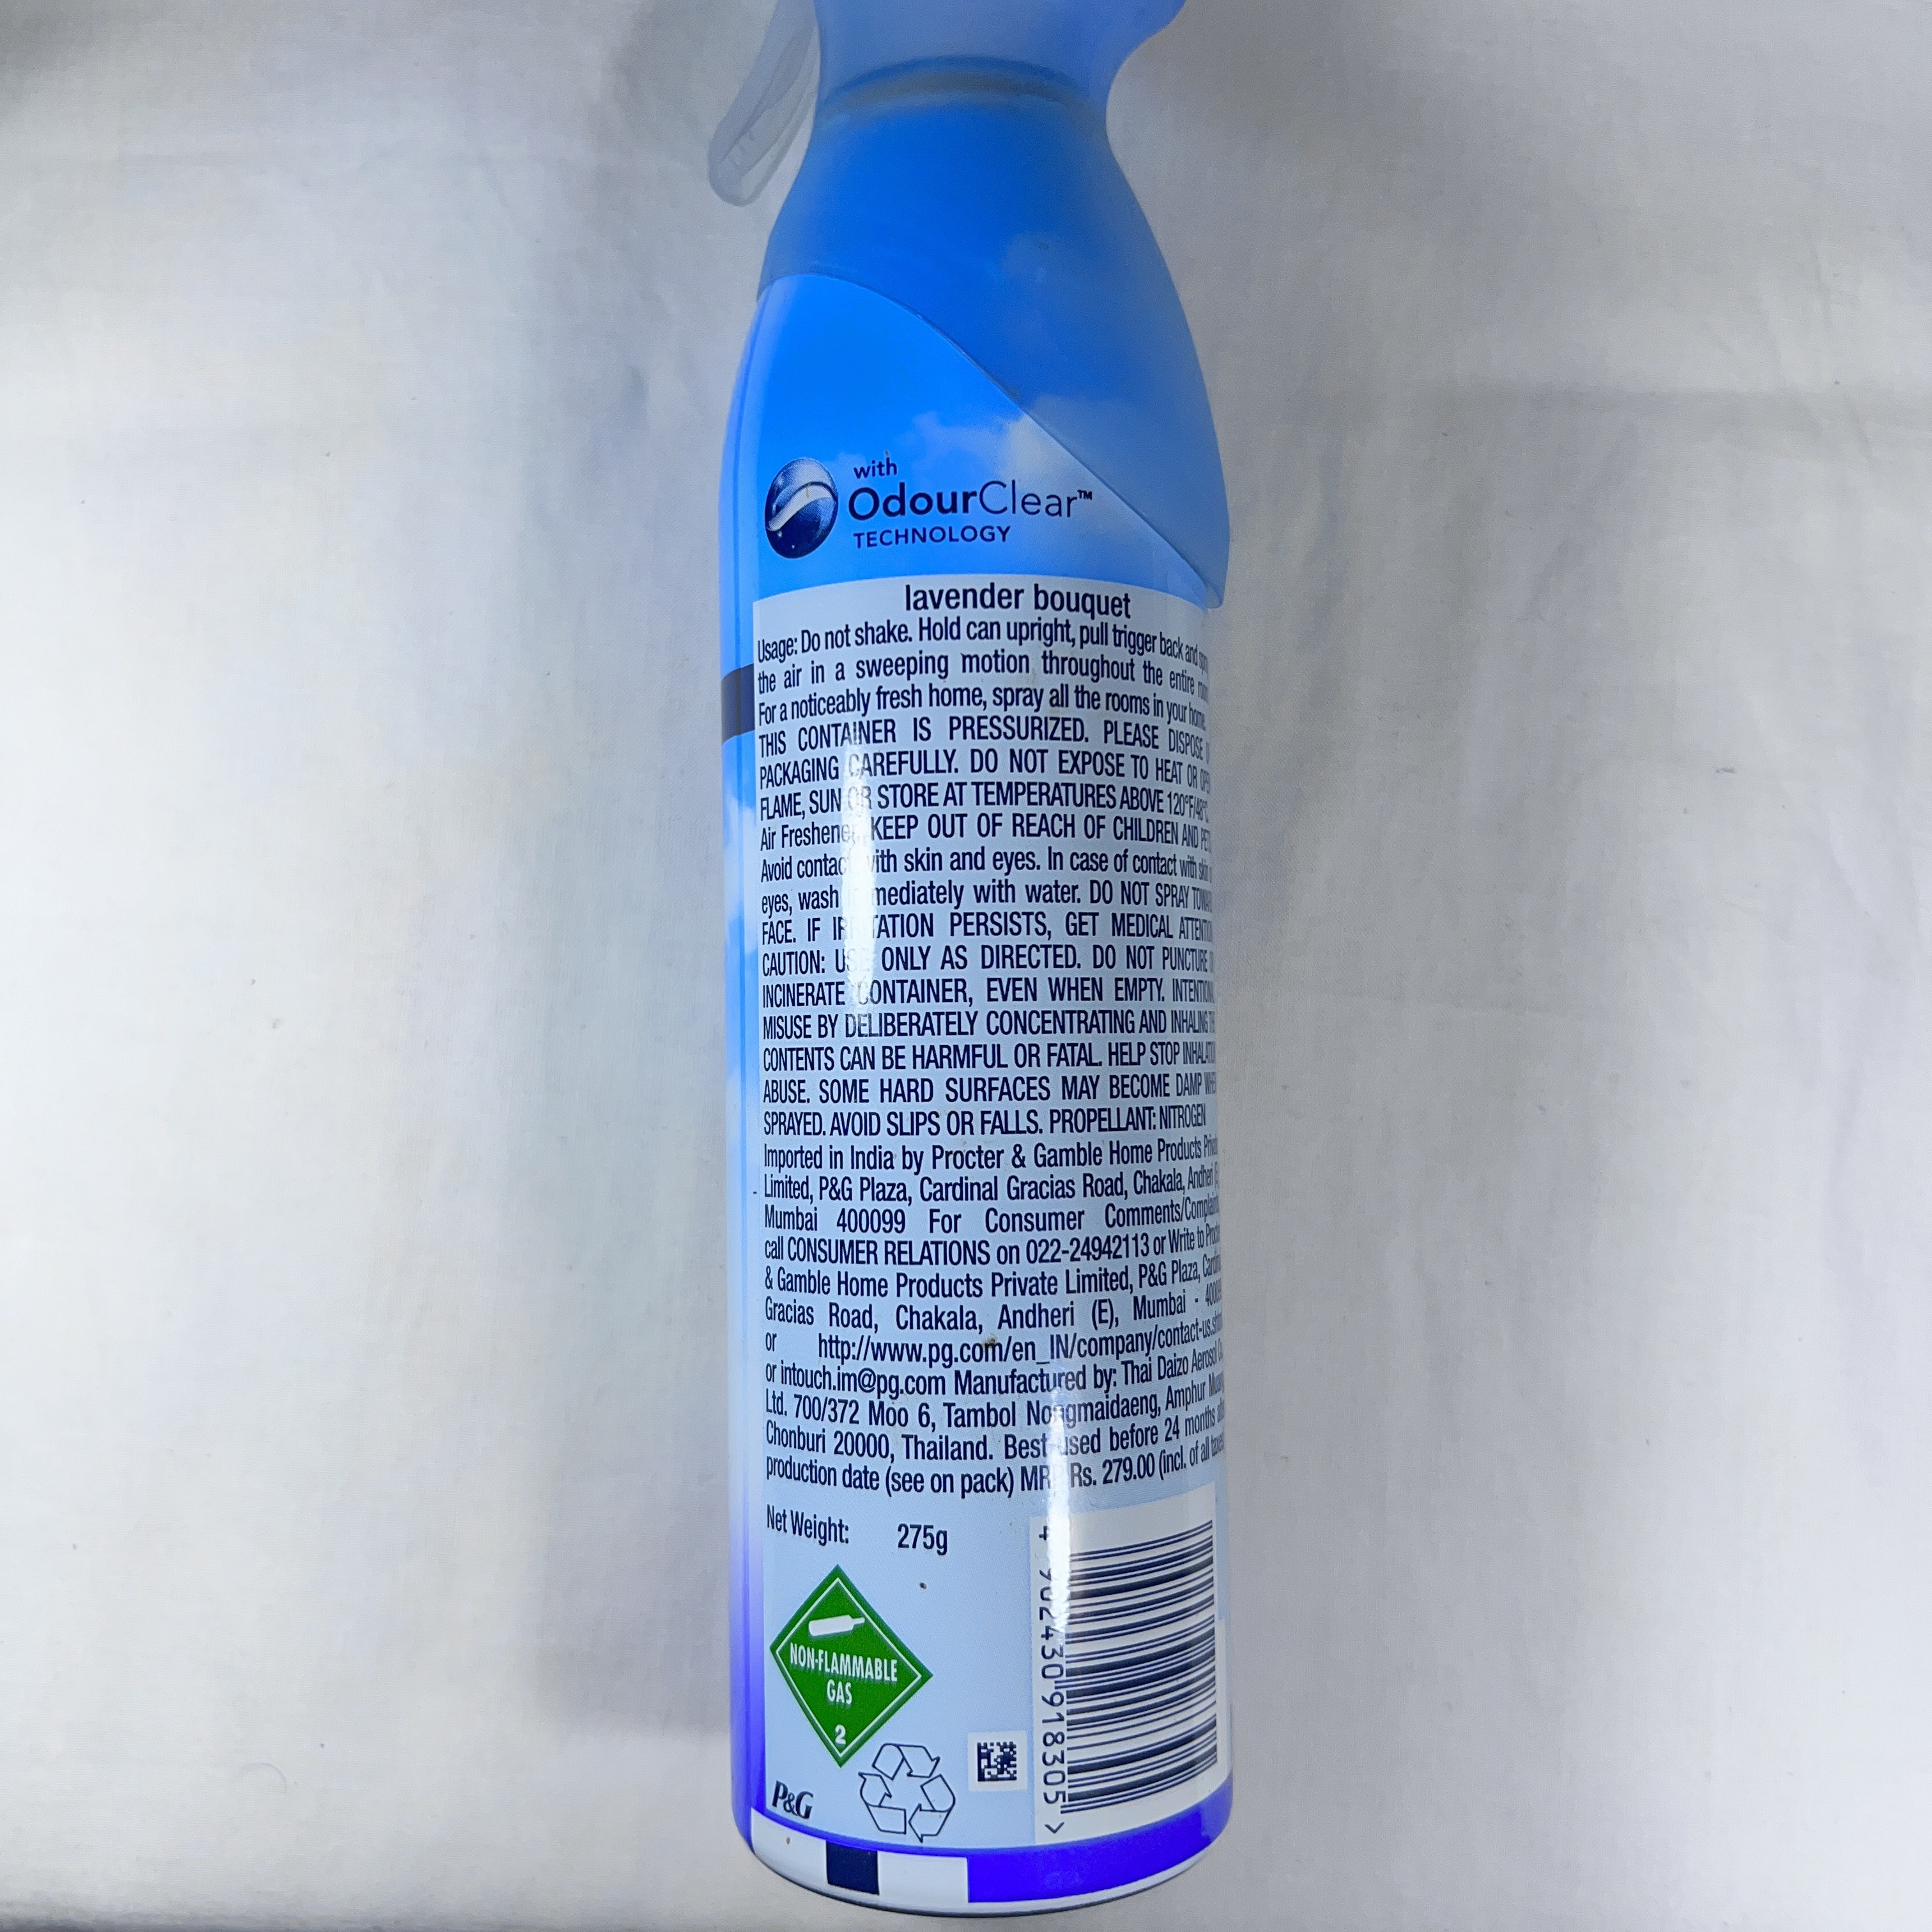 with
OdourClear™
TECHNOLOGY
lavender bouquet
Usage: Do not shake. Hold can upright, pull trigger back and
the air in a sweeping motion throughout the entire
For a noticeably fresh home, spray all the rooms in your home.
THIS CONTAINER IS PRESSURIZED. PLEASE DISPOSE
PACKAGING CAREFULLY. DO NOT EXPOSE TO HEAT OR
FLAME, SUN OR STORE AT TEMPERATURES ABOVE 120°F/48°C
Air Freshener. KEEP OUT OF REACH OF CHILDREN AND
Avoid contact with skin and eyes. In case of contact with skin
eyes, wash immediately with water. DO NOT SPRAY
FACE. IF IRRITATION PERSISTS, GET MEDICAL
CAUTION: USE ONLY AS DIRECTED. DO NOT PUNCTURE
INCINERATE CONTAINER, EVEN WHEN EMPTY.
MISUSE BY DELIBERATELY CONCENTRATING AND INHALING
CONTENTS CAN BE HARMFUL OR FATAL. HELP STOP
ABUSE. SOME HARD SURFACES MAY BECOME DAMP
SPRAYED. AVOID SLIPS OR FALLS. PROPELLANT: NITROGEN
Imported in India by Procter & Gamble Home Products
Limited, P&G Plaza, Cardinal Gracias Road, Chakala, Andheri
Mumbai 400099 For Consumer
call CONSUMER RELATIONS on 022-24942113 or Write to
& Gamble Home Products Private Limited, P&G Plaza,
Gracias Road, Chakala, Andheri (E), Mumbai -
or http://www.pg.com/en_IN/company/contact-us.
or intouch.im@pg.com Manufactured by: Thai Daizo Aerosol
Ltd. 700/372 Moo 6, Tambol Nongmaidaeng, Amphur
Chonburi 20000, Thailand. Best used before 24 months
production date (see on pack) MRP Rs. 279.00 (incl. of all
Net Weight: 275g
NON-FLAMMABLE
GAS
2
P&G
4 902430 918305 >